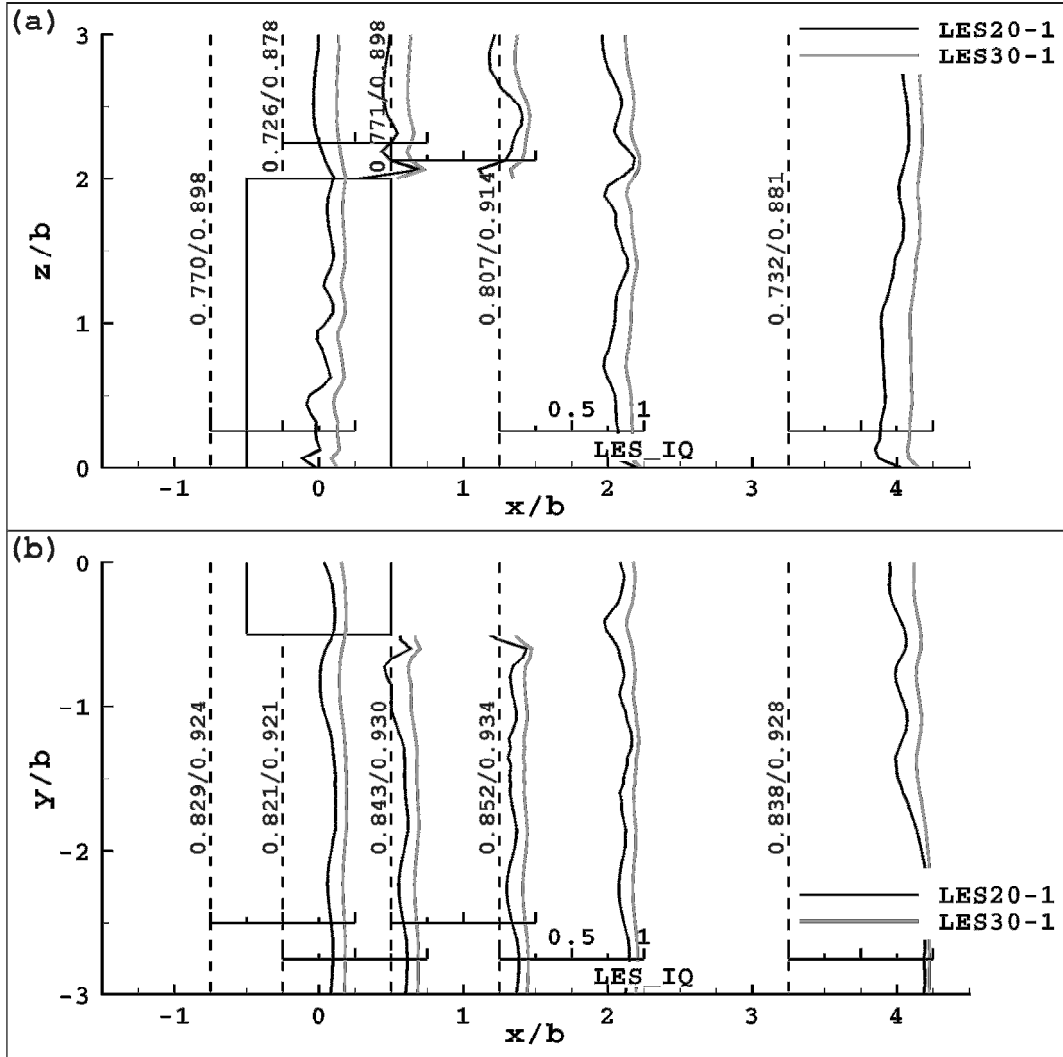 (a)
3
2
1
0
z/b
-1
0
1
2
3
4
x/b
0.770/0.898
0.726/0.878
0.771/0.898
0.807/0.914
0.732/0.881
0.5
1
LES_IQ
LES20-1
LES30-1
(b)
0
-1
-2
-3
y/b
-1
0
1
2
3
4
x/b
0.829/0.924
0.821/0.921
0.843/0.930
0.852/0.934
0.838/0.928
0.5
1
LES_IQ
LES20-1
LES30-1